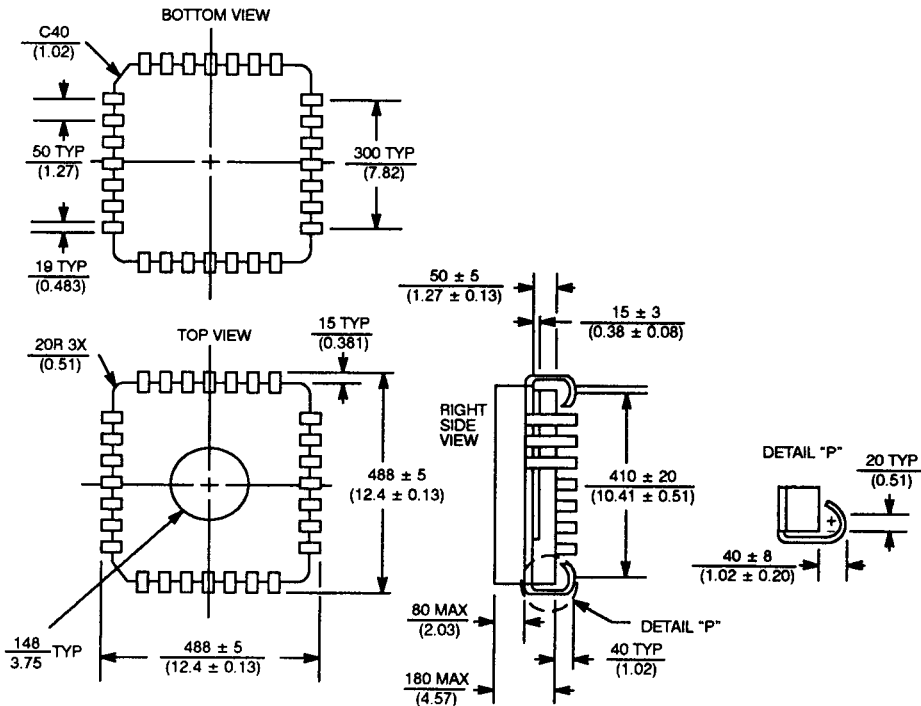 BOTTOM VIEW
C40
(1.02)
50 TYP
(1.27)
300 TYP
(7.82)
19 TYP
(0.483)
50 ± 5
(1.27 ± 0.13)
15 ± 3
(0.38 ± 0.08)
TOP VIEW
15 TYP
(0.381)
20R 3X
(0.51)
RIGHT
SIDE
VIEW
488 ± 5
(12.4 ± 0.13)
410 ± 20
(10.41 ± 0.51)
DETAIL "P"
20 TYP
(0.51)
40 ± 8
(1.02 ± 0.20)
80 MAX
(2.03)
DETAIL "P"
40 TYP
(1.02)
148
3.75 TYP
488 ± 5
(12.4 ± 0.13)
180 MAX
(4.57)